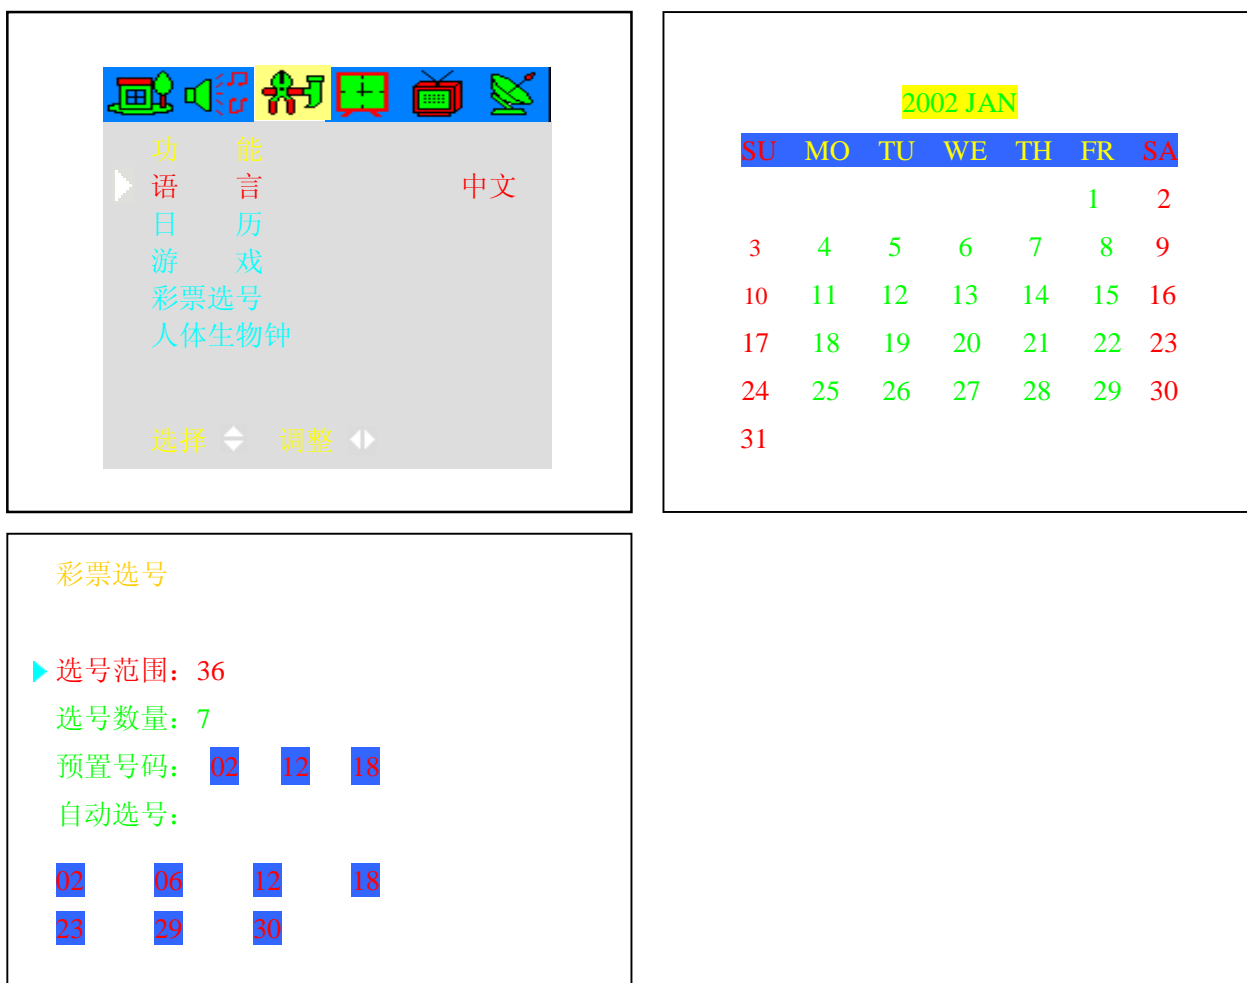 功 能
语 言 中文
日 历
游 戏
彩票选号
人体生物钟
选择 调整
2002 JAN
SU MO TU WE TH FR SA
1 2
3 4 5 6 7 8 9
10 11 12 13 14 15 16
17 18 19 20 21 22 23
24 25 26 27 28 29 30
31
彩票选号
选号范围：36
选号数量：7
预置号码： 02 12 18
自动选号：
02 06 12 18
23 29 30